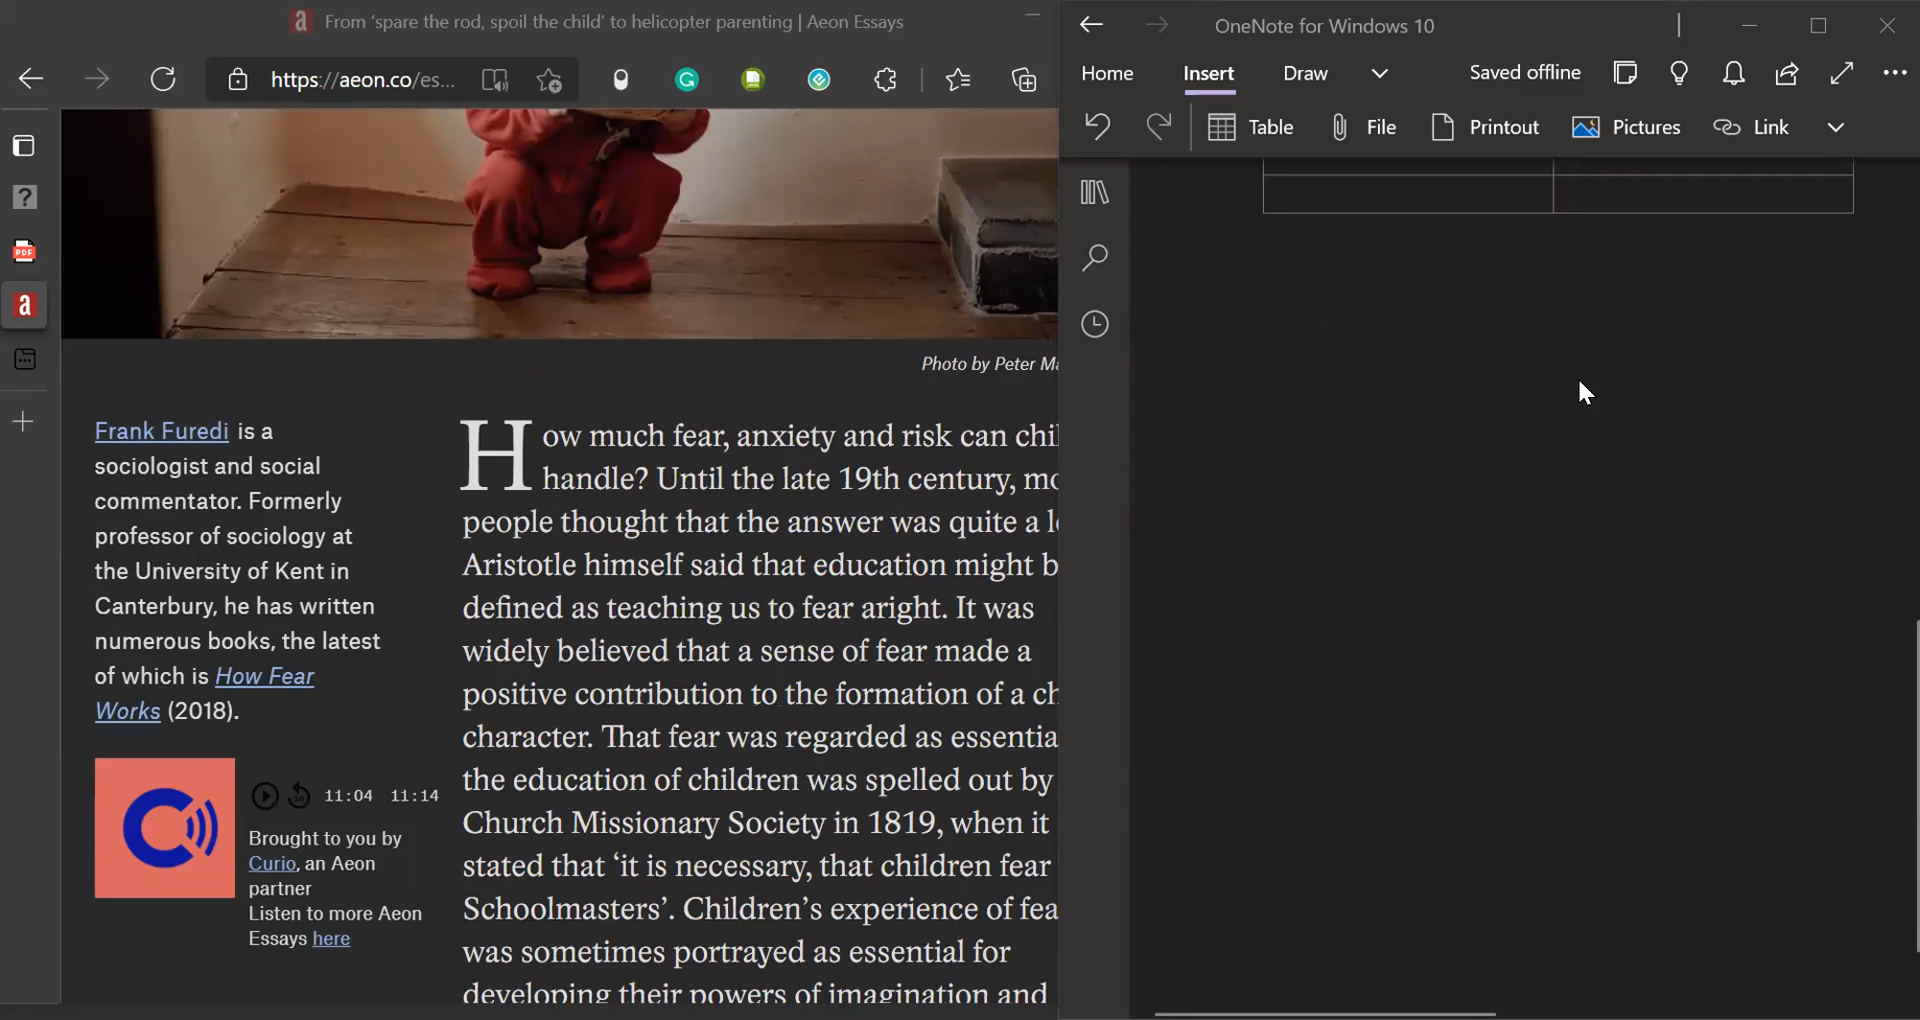 From ‘spare the rod, spoil the child’ to helicopter parenting | Aeon Essays
https://aeon.co/es...
Photo by Peter Ma
Frank Furedi is a
sociologist and social
commentator. Formerly
professor of sociology at
the University of Kent in
Canterbury, he has written
numerous books, the latest
of which is How Fear
Works (2018).
11:04 11:14
Brought to you by
Curio, an Aeon
partner
Listen to more Aeon
Essays here
How much fear, anxiety and risk can chil
handle? Until the late 19th century, mo
people thought that the answer was quite a l
Aristotle himself said that education might b
defined as teaching us to fear aright. It was
widely believed that a sense of fear made a
positive contribution to the formation of a ch
character. That fear was regarded as essentia
the education of children was spelled out by
Church Missionary Society in 1819, when it
stated that ‘it is necessary, that children fear
Schoolmasters’. Children’s experience of fea
was sometimes portrayed as essential for
developing their powers of imagination and
OneNote for Windows 10
Home Insert Draw Saved offline
Table File Printout Pictures Link